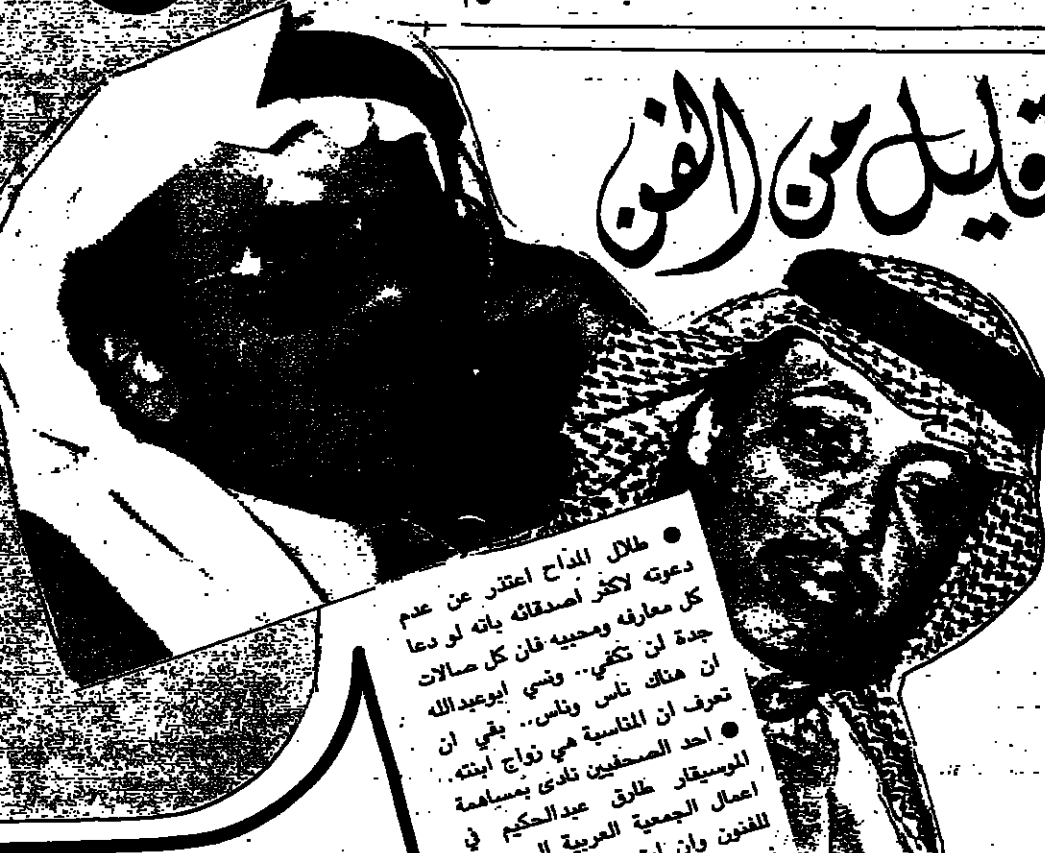 قليل من الفن
● طلال المداح اعتذر عن عدم
دعوته لاكثر اصدقائه بانه لو دعا
كل معارفه ومحبيه فان كل صالات
جدة لن تكفي.. ونسي ابوعبدالله
ان هناك ناس وناس.. بقي ان
تعرف ان المناسبة هي زواج ابنته.
● احد الصحفيين نادى بمساهمة
الموسيقار طارق عبدالحكيم في
اعمال الجمعية العربية
للفنون وان